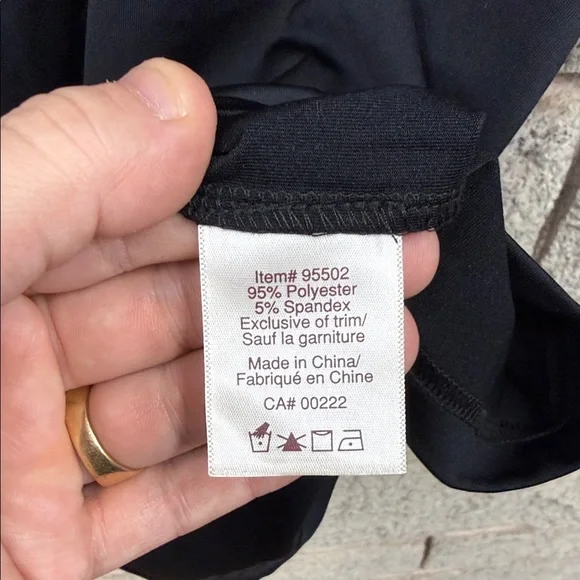 Item# 95502
95% Polyester
5% Spandex
Exclusive of trim/
Sauf la garniture
Made in China/
Fabriqué en Chine
CA# 00222